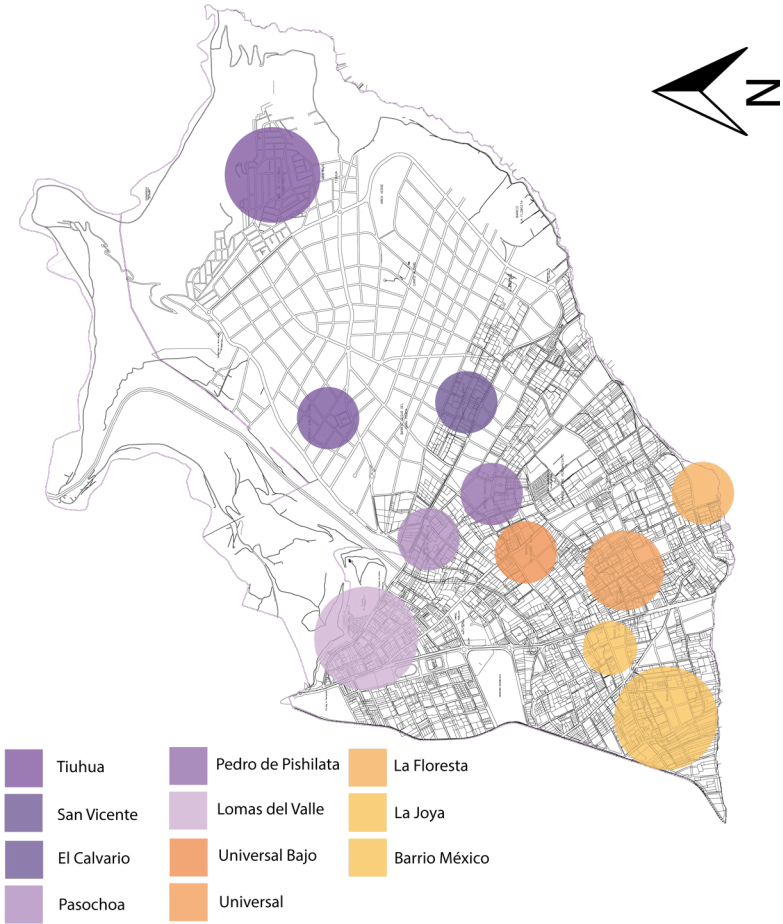 N
Tiuhua
San Vicente
El Calvario
Pasochoa
Pedro de Pishilata
Lomas del Valle
Universal Bajo
Universal
La Floresta
La Joya
Barrio México